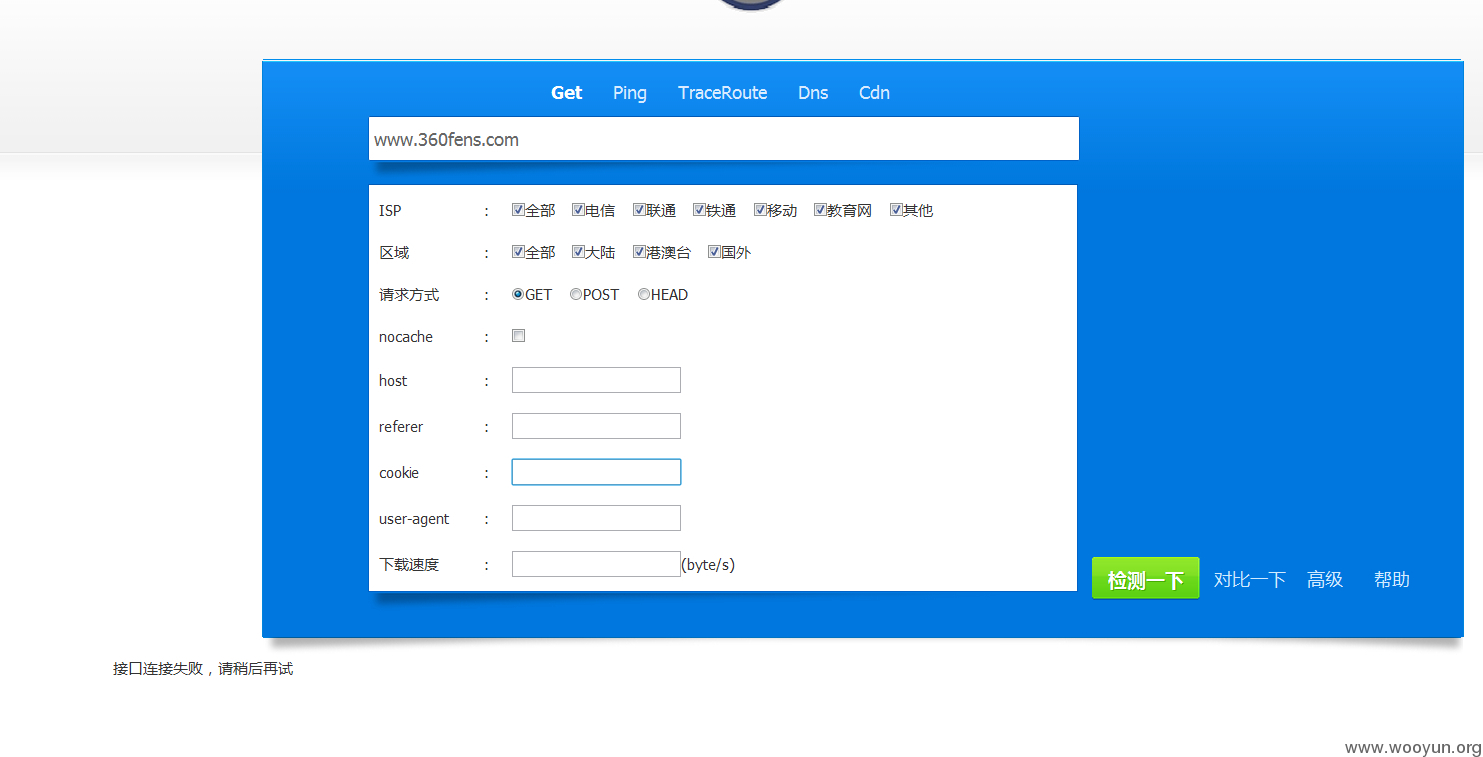 Get Ping TraceRoute Dns Cdn
www.360fens.com
ISP : 全部 电信 联通 铁通 移动 教育网 其他
区域 : 全部 大陆 港澳台 国外
请求方式 : GET POST HEAD
nocache :
host :
referer :
cookie :
user-agent :
下载速度 : (byte/s)
检测一下 对比一下 高级 帮助
接口连接失败，请稍后再试
www.wooyun.org